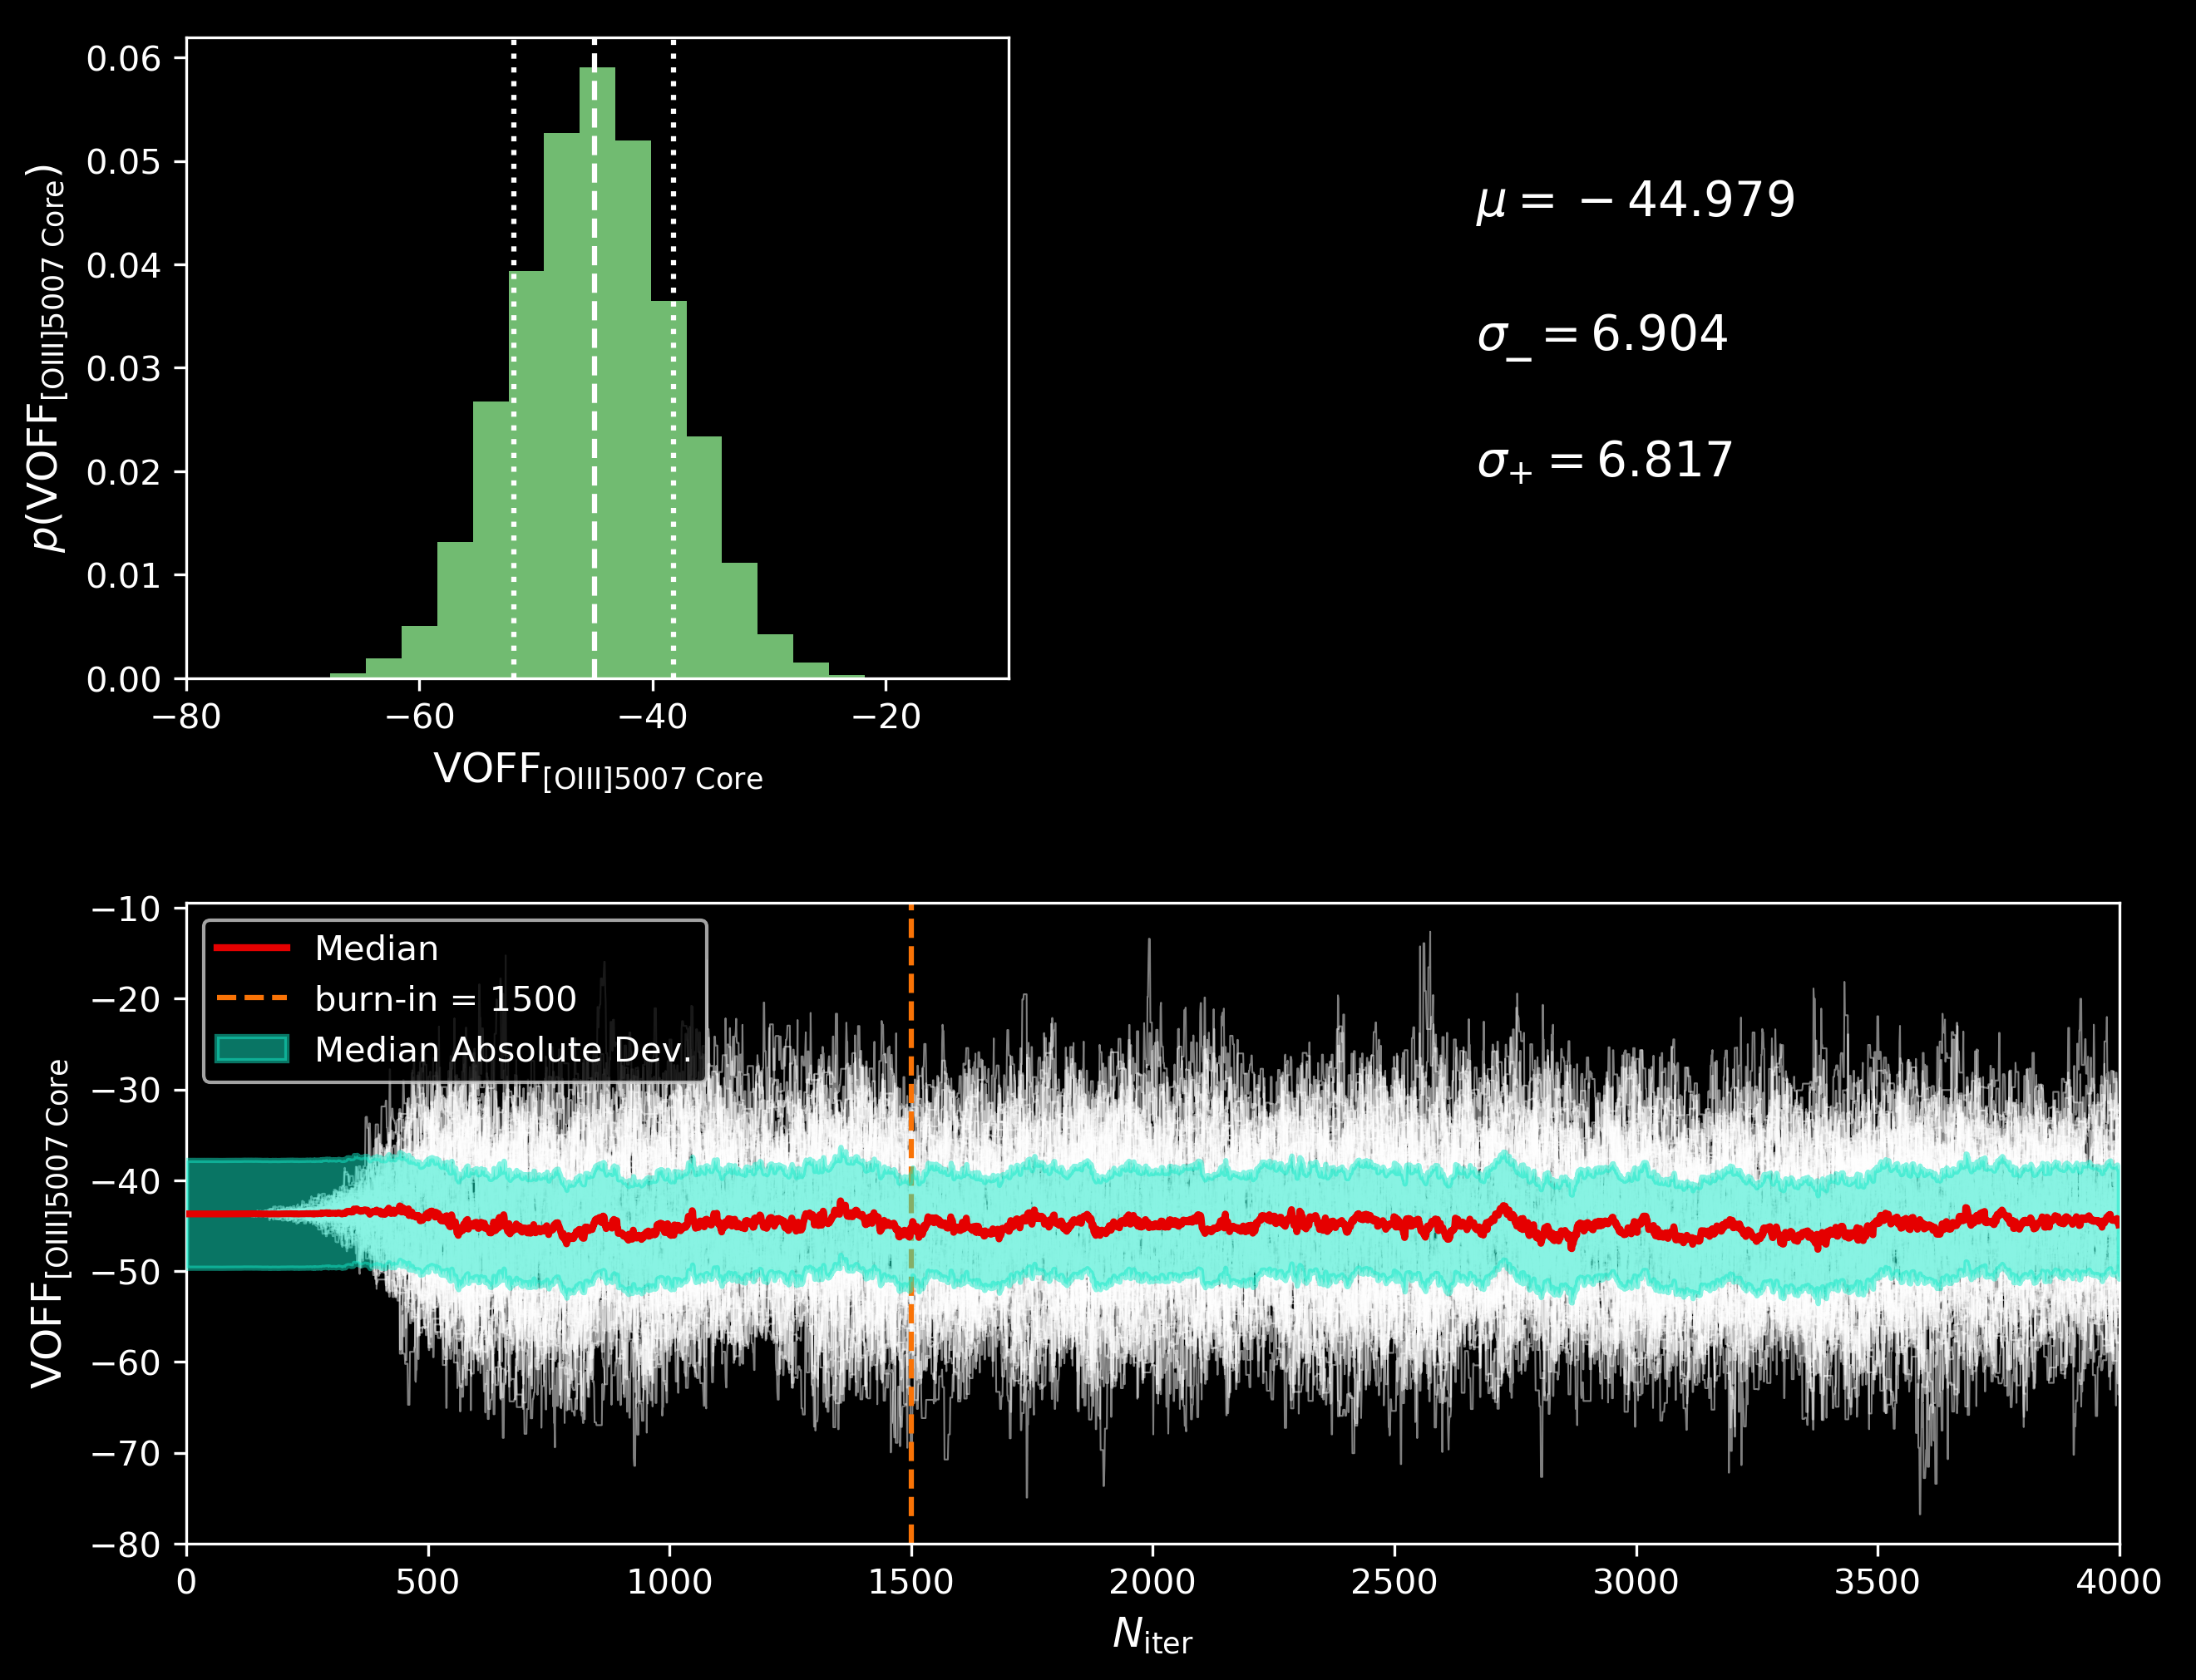 0.06
0.05
0.04
0.03
0.02
0.01
0.00
p(VOFF[OIII]5007 Core)
−80 −60 −40 −20
VOFF[OIII]5007 Core
μ = − 44.979
σ− = 6.904
σ+ = 6.817
−10
−20
−30
−40
−50
−60
−70
−80
VOFF[OIII]5007 Core
Median
burn-in = 1500
Median Absolute Dev.
0 500 1000 1500 2000 2500 3000 3500 4000
Niter